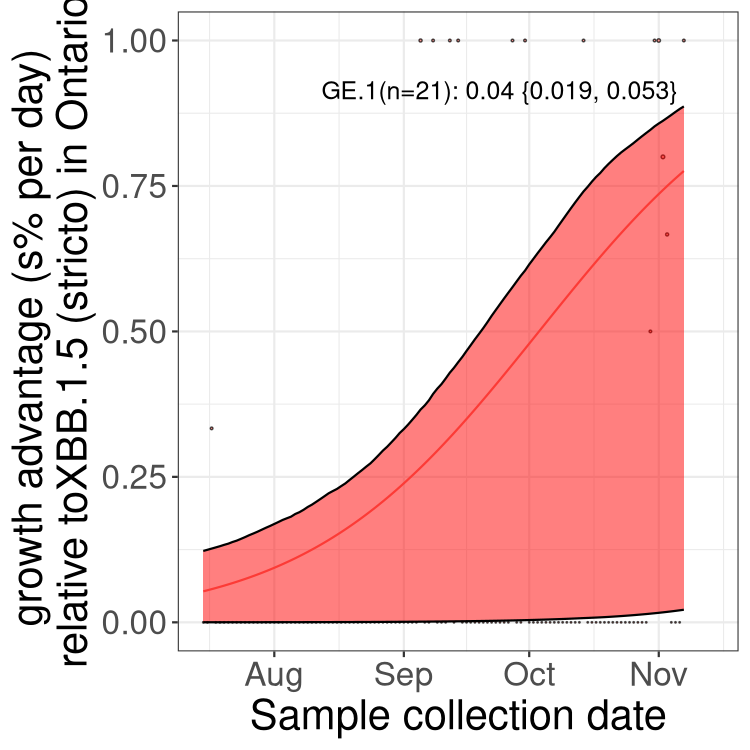 growth advantage (s% per day)
relative toXBB.1.5 (stricto) in Ontario
1.00
0.75
0.50
0.25
0.00
GE.1(n=21): 0.04 {0.019, 0.053}
Aug Sep Oct Nov
Sample collection date